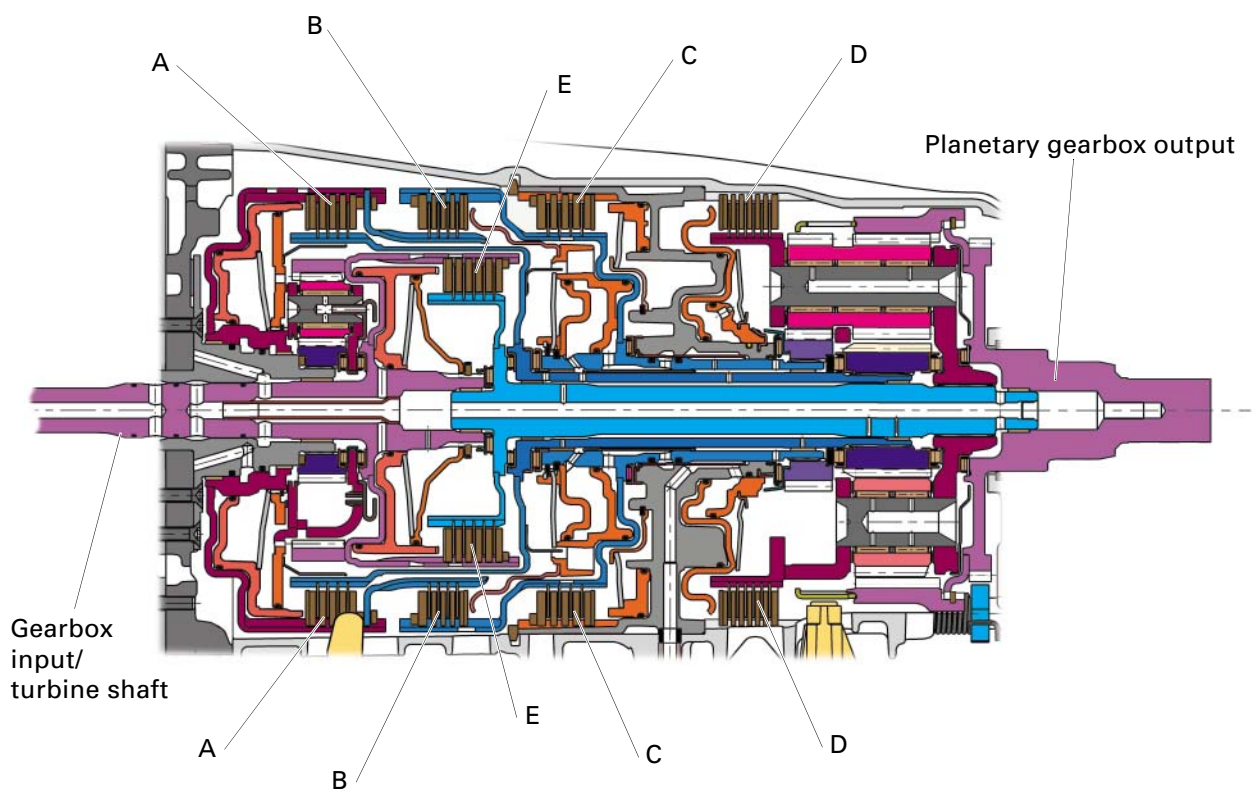 B
A
C
D
E
Planetary gearbox output
Gearbox
input/
turbine shaft
E
A
C
D
B